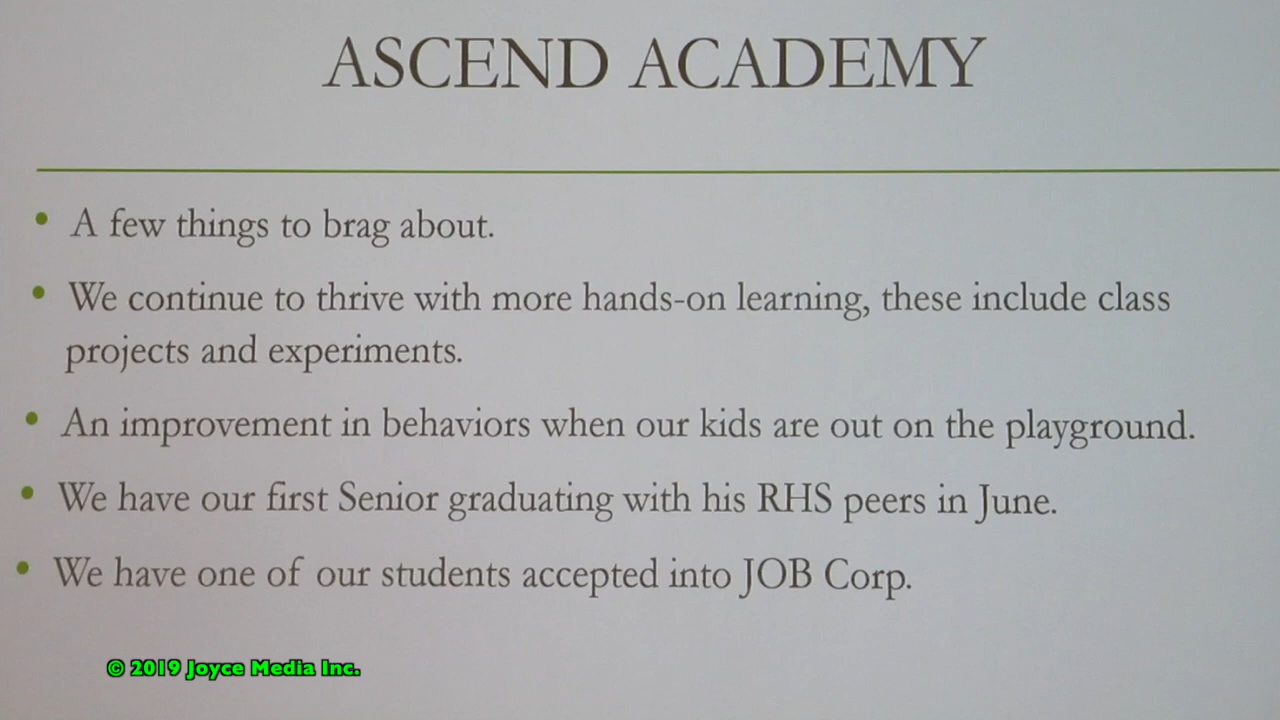 ASCEND ACADEMY
• A few things to brag about.
• We continue to thrive with more hands-on learning, these include class
projects and experiments.
• An improvement in behaviors when our kids are out on the playground.
• We have our first Senior graduating with his RHS peers in June.
• We have one of our students accepted into JOB Corp.
© 2019 Joyce Media Inc.